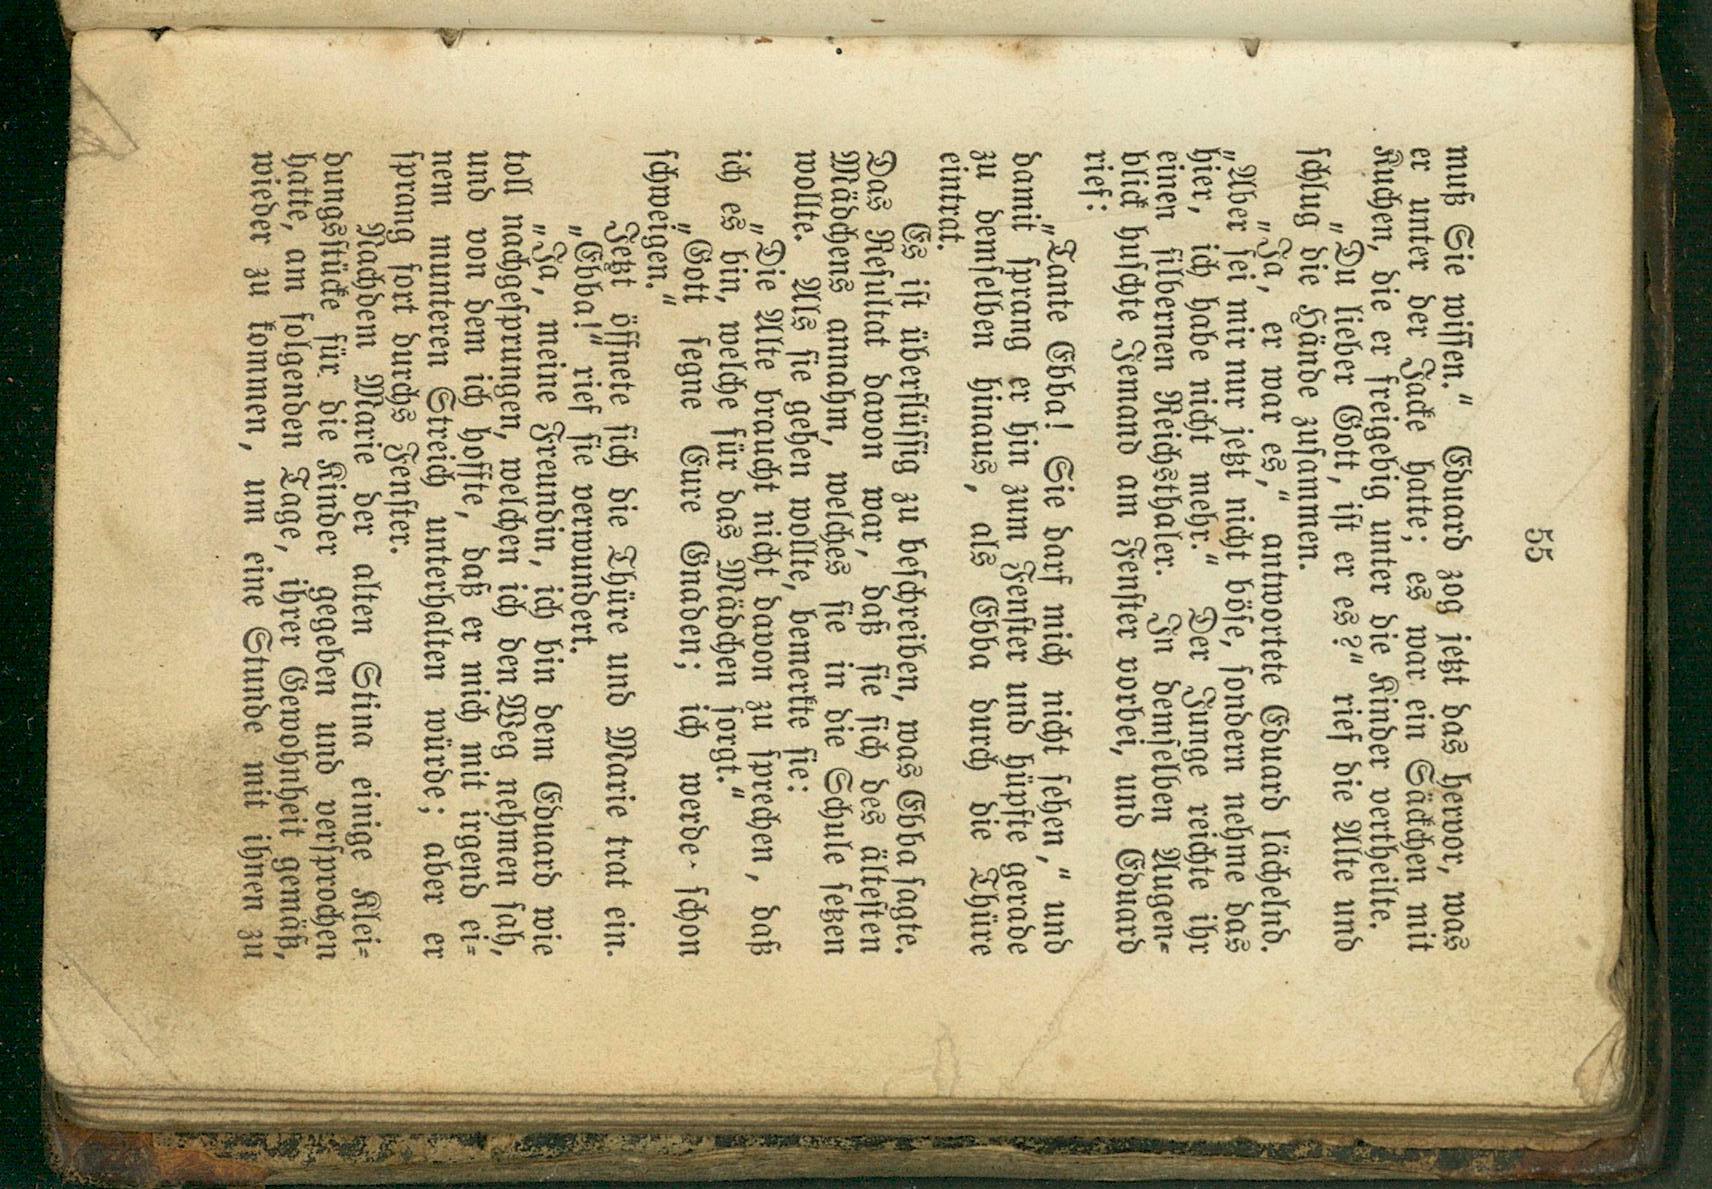 55
muß Sie wissen.“ Eduard zog jetzt das hervor, was
er unter der Jacke hatte; es war ein Säckchen mit
Kuchen, die er freigebig unter die Kinder vertheilte.
„Du lieber Gott, ist er es?“ rief die Alte und
schlug die Hände zusammen.
„Ja, er war es,“ antwortete Eduard lächelnd.
„Aber sei mir nur jetzt nicht böse, sondern nehme das
hier, ich habe nicht mehr.“ Der Junge reichte ihr
einen silbernen Reichsthaler. In demselben Augen-
blick huschte Jemand am Fenster vorbei, und Eduard
rief:
„Tante Ebba! Sie darf mich nicht sehen,“ und
damit sprang er hin zum Fenster und hüpfte gerade
zu demselben hinaus, als Ebba durch die Thüre
eintrat.
Es ist überflüssig zu beschreiben, was Ebba sagte.
Das Resultat davon war, daß sie sich des ältesten
Mädchens annahm, welches sie in die Schule setzen
wollte. Als sie gehen wollte, bemerkte sie:
„Die Alte braucht nicht davon zu sprechen, daß
ich es bin, welche für das Mädchen sorgt.“
„Gott segne Eure Gnaden; ich werde schon
schweigen.“
Jetzt öffnete sich die Thüre und Marie trat ein.
„Ebba!“ rief sie verwundert.
„Ja, meine Freundin, ich bin dem Eduard wie
toll nachgesprungen, welchen ich den Weg nehmen sah,
und von dem ich hoffte, daß er mich mit irgend ei-
nem munteren Streich unterhalten würde; aber er
sprang fort durchs Fenster.
Nachdem Marie der alten Stina einige Klei-
dungsstücke für die Kinder gegeben und versprochen
hatte, am folgenden Tage, ihrer Gewohnheit gemäß,
wieder zu kommen, um eine Stunde mit ihnen zu